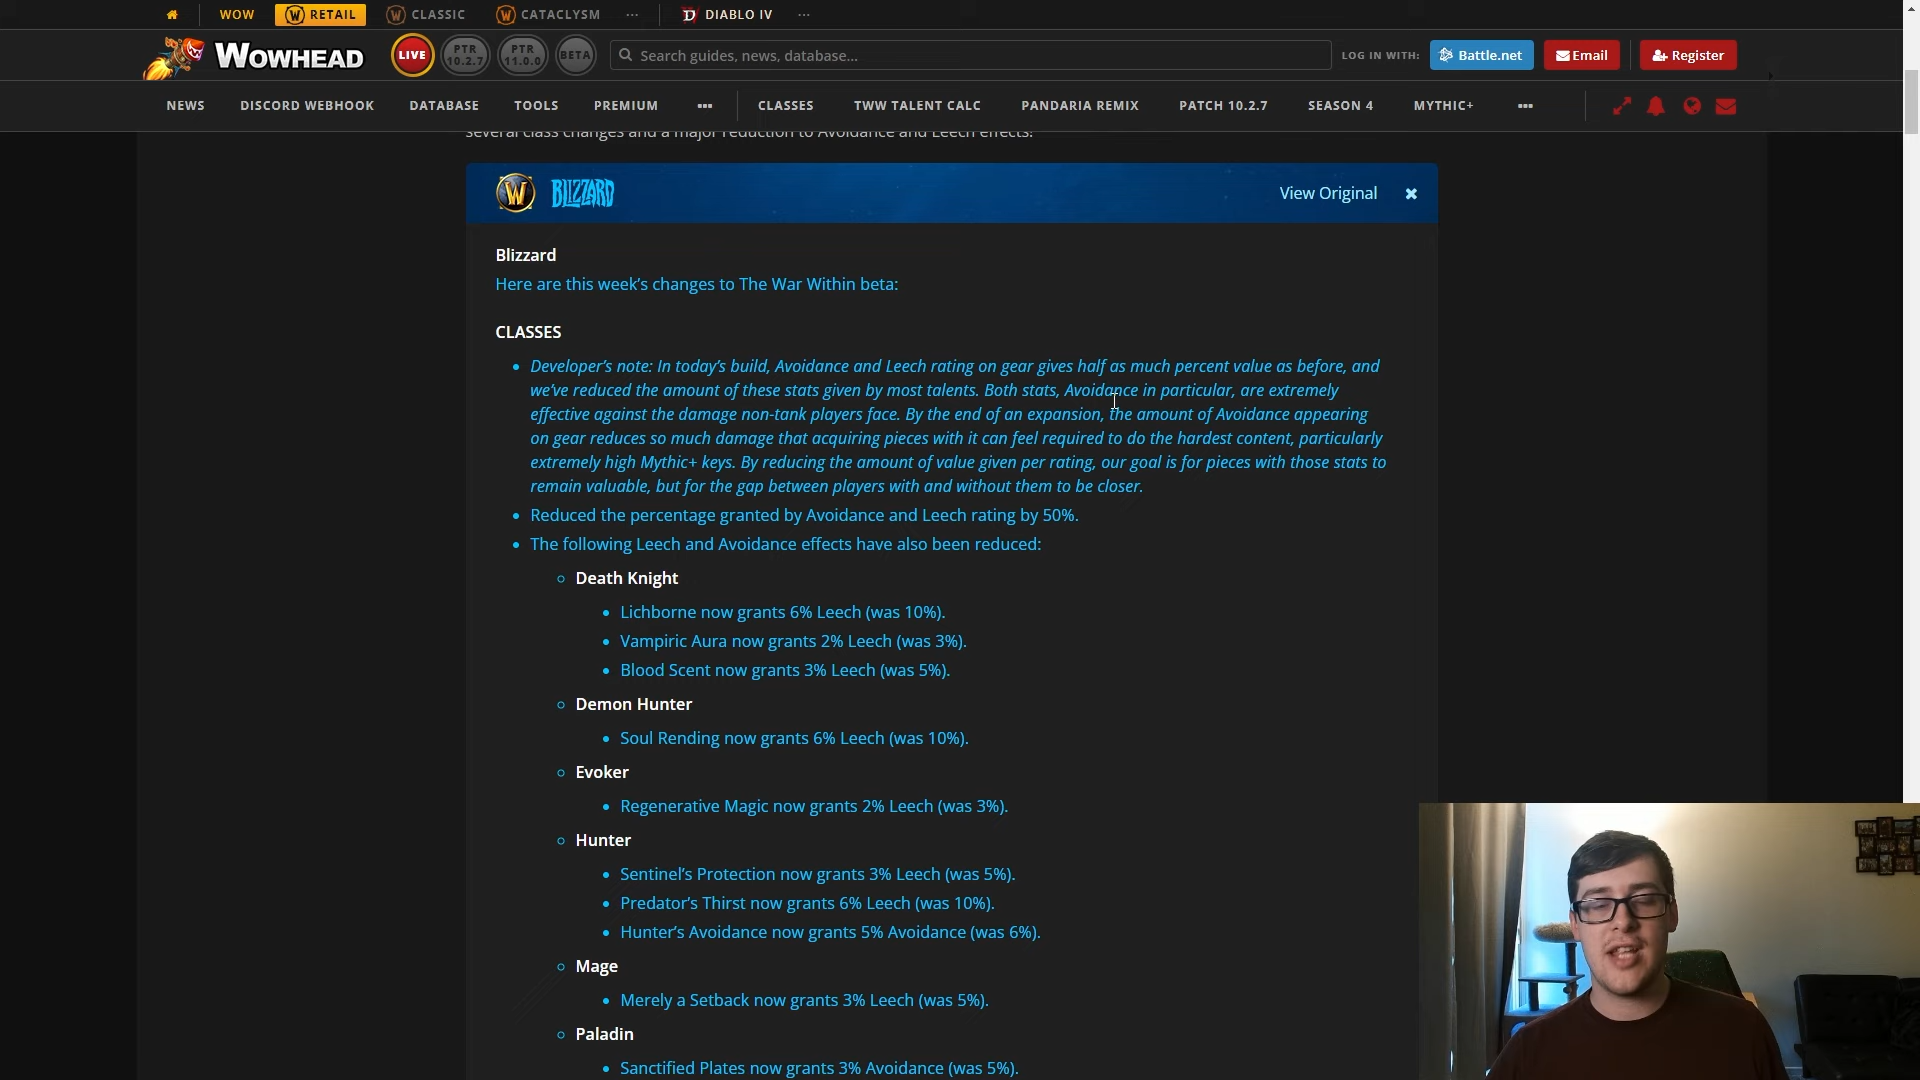 WOW RETAIL CLASSIC CATACLYSM ... DIABLO IV ...
WOWHEAD LIVE PTR 10.2.7 PTR 11.0.0 BETA Search guides, news, database... LOG IN WITH: Battle.net Email Register
NEWS DISCORD WEBHOOK DATABASE TOOLS PREMIUM ... CLASSES TWW TALENT CALC PANDARIA REMIX PATCH 10.2.7 SEASON 4 MYTHIC+ ...
several class changes and a major reduction to Avoidance and Leech effects!
W BLIZZARD View Original ×
Blizzard
Here are this week's changes to The War Within beta:
CLASSES
• Developer's note: In today's build, Avoidance and Leech rating on gear gives half as much percent value as before, and
we've reduced the amount of these stats given by most talents. Both stats, Avoidance in particular, are extremely
effective against the damage non-tank players face. By the end of an expansion, the amount of Avoidance appearing
on gear reduces so much damage that acquiring pieces with it can feel required to do the hardest content, particularly
extremely high Mythic+ keys. By reducing the amount of value given per rating, our goal is for pieces with those stats to
remain valuable, but for the gap between players with and without them to be closer.
• Reduced the percentage granted by Avoidance and Leech rating by 50%.
• The following Leech and Avoidance effects have also been reduced:
◦ Death Knight
• Lichborne now grants 6% Leech (was 10%).
• Vampiric Aura now grants 2% Leech (was 3%).
• Blood Scent now grants 3% Leech (was 5%).
◦ Demon Hunter
• Soul Rending now grants 6% Leech (was 10%).
◦ Evoker
• Regenerative Magic now grants 2% Leech (was 3%).
◦ Hunter
• Sentinel's Protection now grants 3% Leech (was 5%).
• Predator's Thirst now grants 6% Leech (was 10%).
• Hunter's Avoidance now grants 5% Avoidance (was 6%).
◦ Mage
• Merely a Setback now grants 3% Leech (was 5%).
◦ Paladin
• Sanctified Plates now grants 3% Avoidance (was 5%).